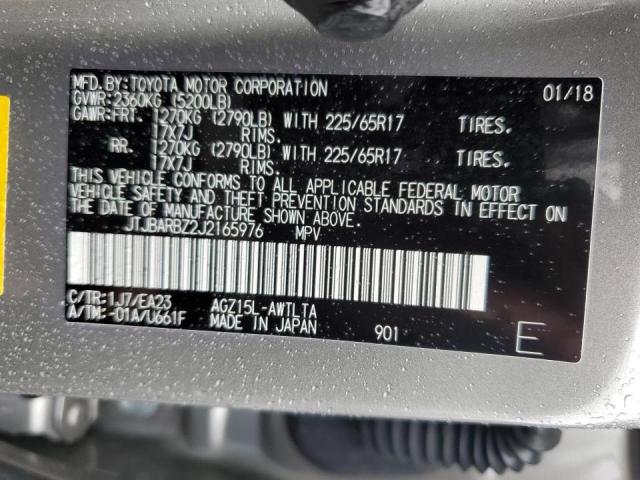 MFD. BY: TOYOTA MOTOR CORPORATION 01/18
GVWR: 2360KG (5200LB)
GAWR: FRT. 1270KG (2790LB) WITH 225/65R17 TIRES.
17X7J RIMS.
RR. 1270KG (2790LB) WITH 225/65R17 TIRES.
17X7J RIMS.
THIS VEHICLE CONFORMS TO ALL APPLICABLE FEDERAL MOTOR
VEHICLE SAFETY AND THEFT PREVENTION STANDARDS IN EFFECT ON
THE DATE OF MANUFACTURE SHOWN ABOVE.
JTJBARBZ2J2165976 MPV
C/TR: 1J7/EA23 AGZ15L-AWTLTA
A/TM: -01A/U661F MADE IN JAPAN 901 E